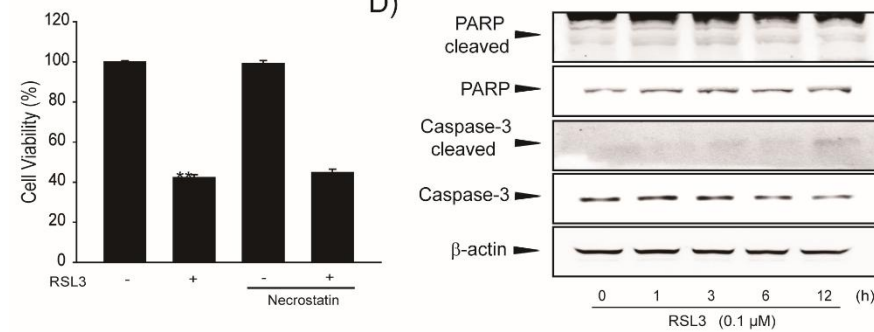 D)
120
100
80
60
40
20
0
Cell Viability (%)
**
RSL3 - + - +
Necrostatin
PARP
cleaved
PARP
Caspase-3
cleaved
Caspase-3
β-actin
0 1 3 6 12 (h)
RSL3 (0.1 µM)